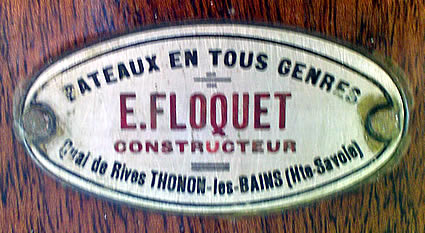 BATEAUX EN TOUS GENRES
E.FLOQUET
CONSTRUCTEUR
Quai de Rives THONON-les-BAINS (Hte-Savoie)